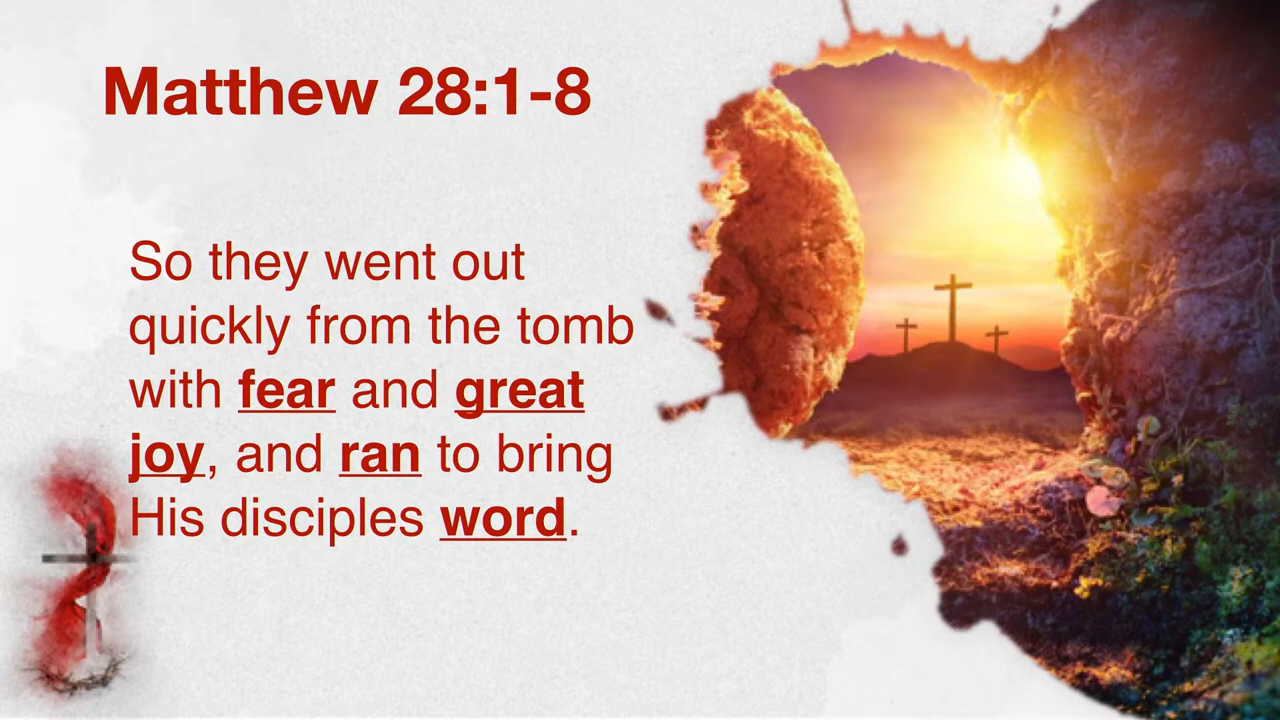 Matthew 28:1-8
So they went out
quickly from the tomb
with fear and great
joy, and ran to bring
His disciples word.